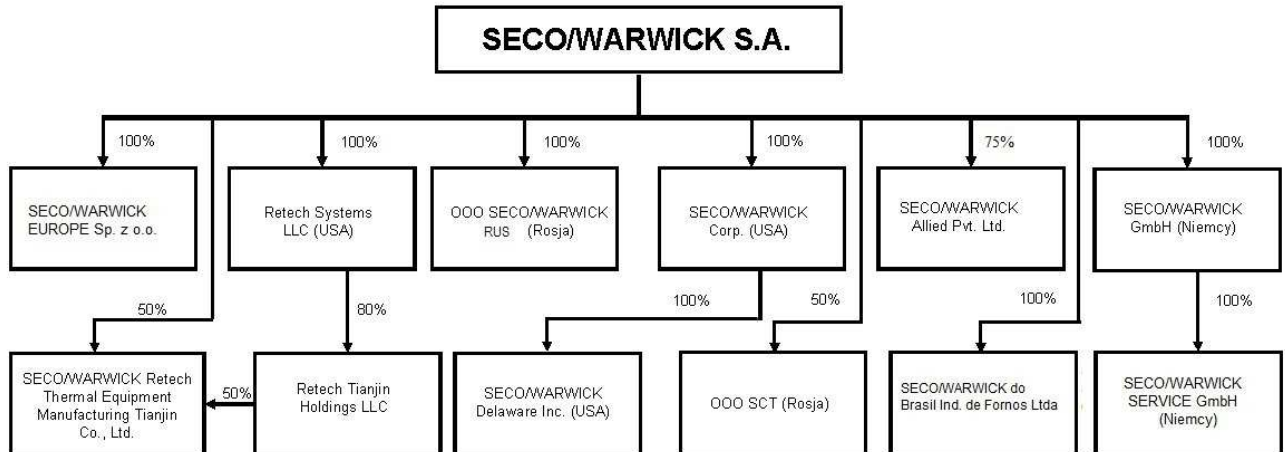 SECO/WARWICK S.A.
100%
100%
100%
100%
75%
100%
SECO/WARWICK
EUROPE Sp. z o.o.
Retech Systems
LLC (USA)
OOO SECO/WARWICK
RUS (Rosja)
SECO/WARWICK
Corp. (USA)
SECO/WARWICK
Allied Pvt. Ltd.
SECO/WARWICK
GmbH (Niemcy)
50%
80%
100%
50%
100%
100%
SECO/WARWICK Retech
Thermal Equipment
Manufacturing Tianjin
Co., Ltd.
50%
Retech Tianjin
Holdings LLC
SECO/WARWICK
Delaware Inc. (USA)
OOO SCT (Rosja)
SECO/WARWICK do
Brasil Ind. de Fornos Ltda
SECO/WARWICK
SERVICE GmbH
(Niemcy)